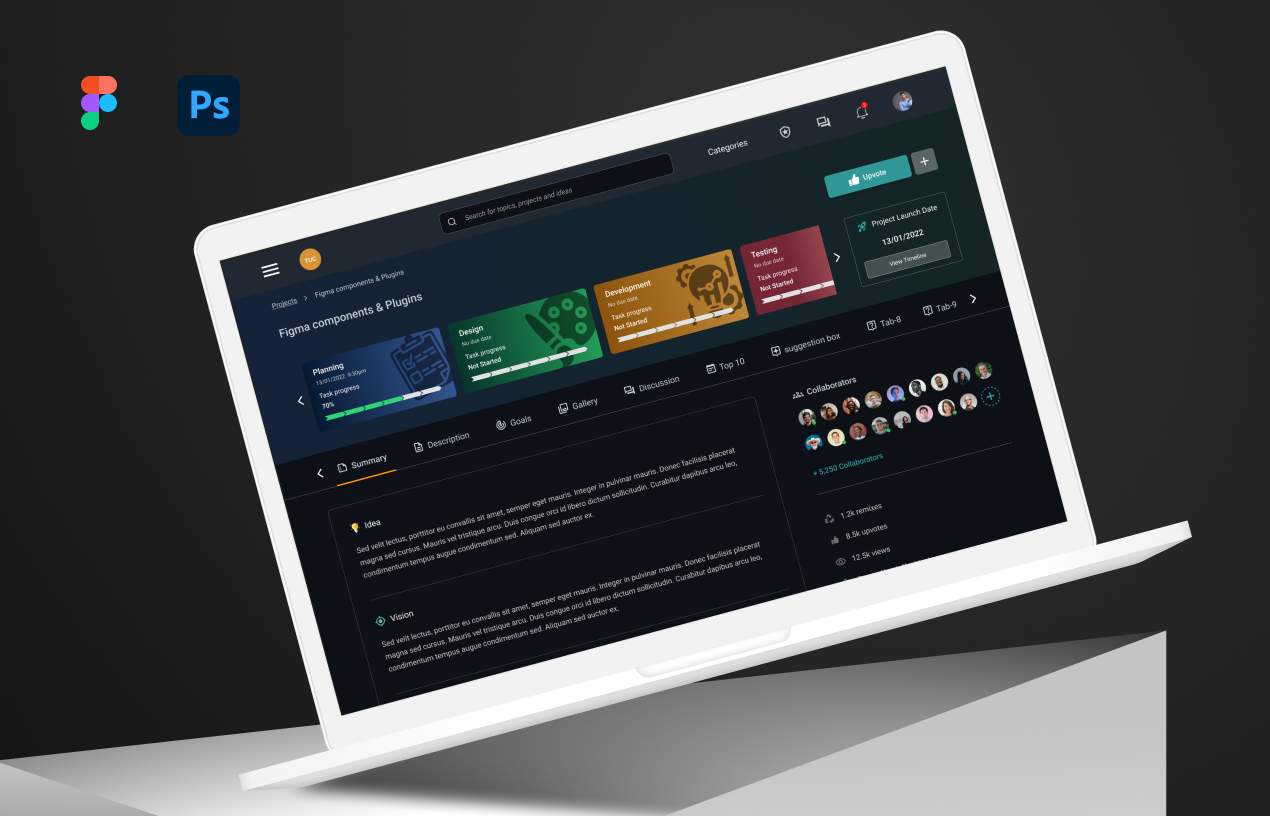 Ps
Categories
1
Search for topics, projects and ideas
TUC
Upvote
Projects > Figma components & Plugins
Figma components & Plugins
Project Launch Date
13/01/2022
View Timeline
Planning
13/01/2022 9:30pm
Task progress
70%
Design
No due date
Task progress
Not Started
Development
No due date
Task progress
Not Started
Testing
No due date
Task progress
Not Started
Summary
Description
Goals
Gallery
Discussion
Top 10
suggestion box
Tab-8
Tab-9
Idea
Sed velit lectus, porttitor eu convallis sit amet, semper eget mauris. Integer in pulvinar mauris. Donec facilisis placerat
magna sed cursus. Mauris vel tristique arcu. Duis congue orci id libero dictum sollicitudin. Curabitur dapibus arcu leo,
condimentum tempus augue condimentum sed. Aliquam sed auctor ex.
Vision
Sed velit lectus, porttitor eu convallis sit amet, semper eget mauris. Integer in pulvinar mauris. Donec facilisis placerat
magna sed cursus. Mauris vel tristique arcu. Duis congue orci id libero dictum sollicitudin. Curabitur dapibus arcu leo,
condimentum tempus augue condimentum sed. Aliquam sed auctor ex.
Collaborators
+ 5,250 Collaborators
1.2k remixes
8.5k upvotes
12.5k views